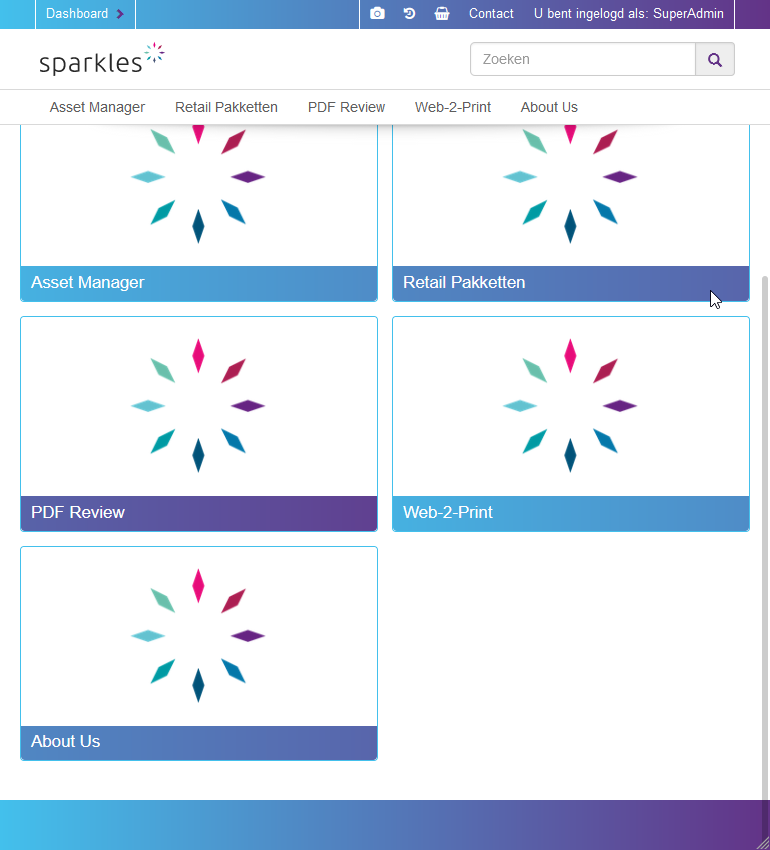 Dashboard
Contact
U bent ingelogd als: SuperAdmin
sparkles
Zoeken
Asset Manager
Retail Pakketten
PDF Review
Web-2-Print
About Us
Asset Manager
Retail Pakketten
PDF Review
Web-2-Print
About Us